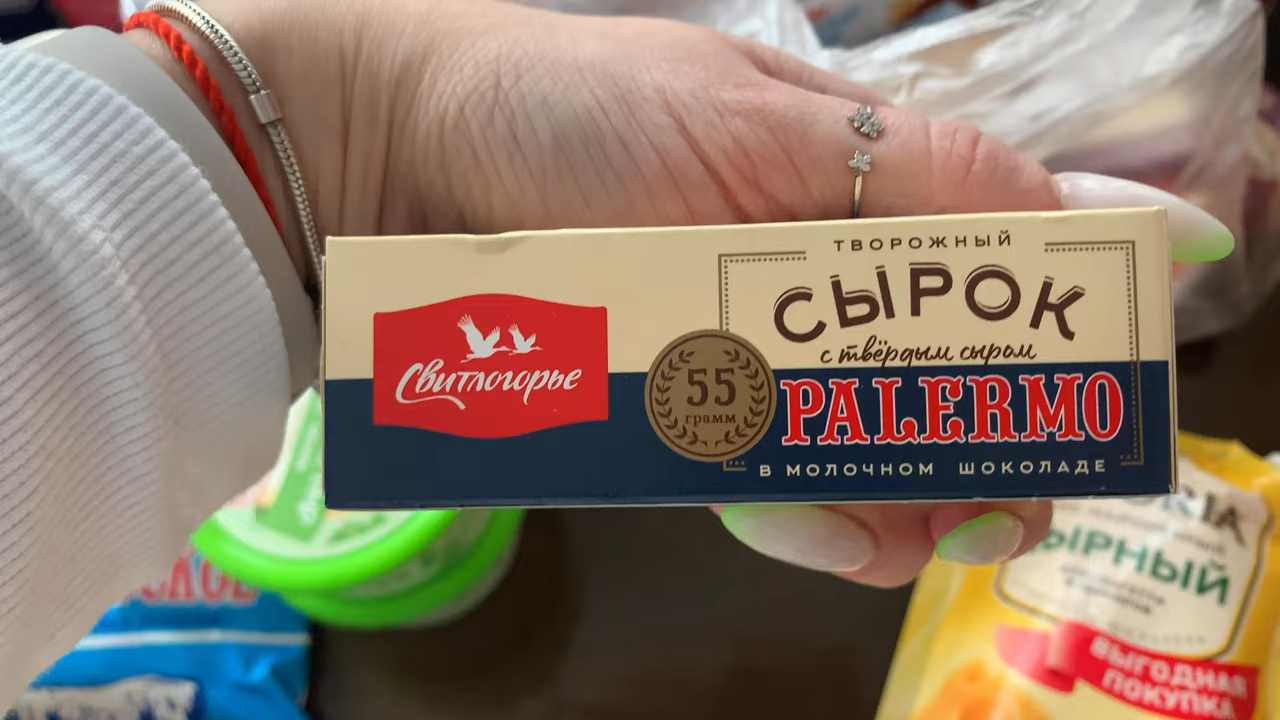 Свитлогорье
55
грамм
ТВОРОЖНЫЙ
СЫРОК
с твёрдым сыром
PALERMO
В МОЛОЧНОМ ШОКОЛАДЕ
СЫРНЫЙ
ВЫГОДНАЯ
ПОКУПКА